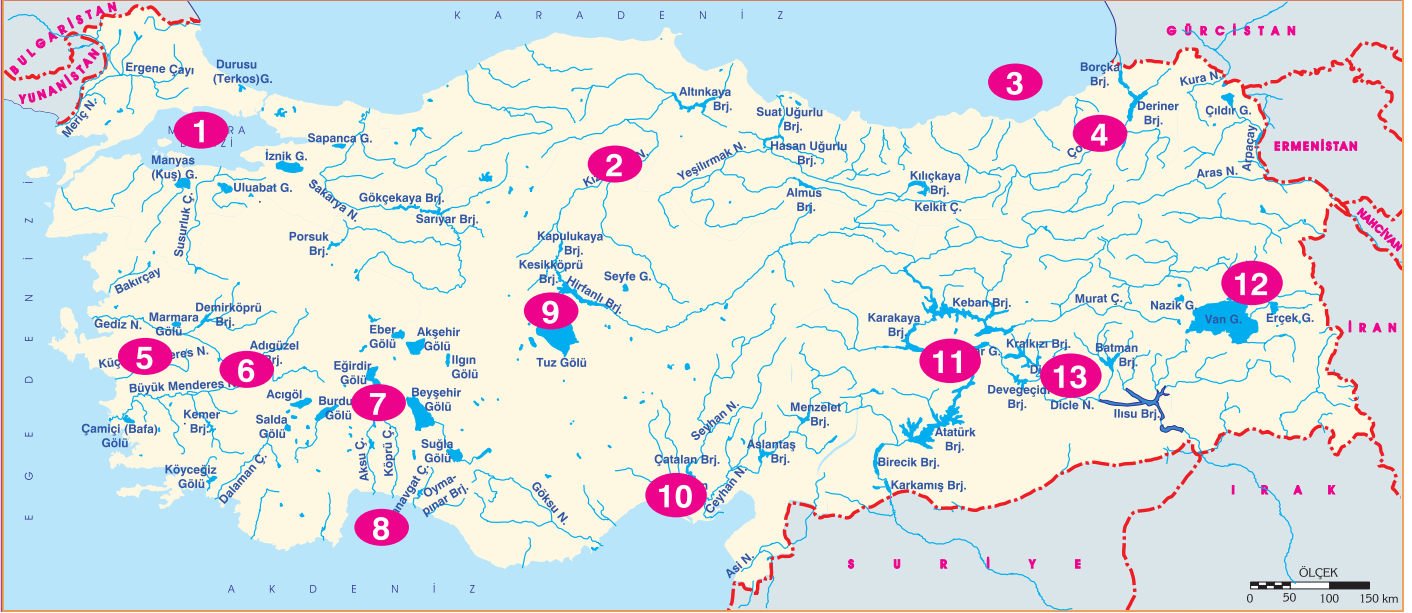 KARADENİZ
BULGARİSTAN
YUNANİSTAN
GÜRCİSTAN
ERMENİSTAN
NAHCİVAN
İRAN
IRAK
SURİYE
AKDENİZ
EGE DENİZİ
Meriç N.
Ergene Çayı
Durusu
(Terkos)G.
1
Sapanca G.
İznik G.
Manyas
(Kuş) G.
Uluabat G.
Susurluk Ç.
Sakarya N.
Gökçekaya Brj.
Sarıyar Brj.
Porsuk
Brj.
Bakırçay
Gediz N.
Marmara
Gölü
Demirköprü
Brj.
5
6
Adıgüzel
Brj.
Büyük Menderes N.
Çamiçi (Bafa)
Gölü
Kemer
Brj.
Köyceğiz
Gölü
Dalaman Ç.
Acıgöl
Salda
Gölü
Burdur
Gölü
Eğirdir
Gölü
7
Eber
Gölü
Akşehir
Gölü
Ilgın
Gölü
Beyşehir
Gölü
Suğla
Gölü
Aksu Ç.
Köprü Ç.
Manavgat Ç.
Oyma-
pınar Brj.
8
Göksu N.
2
Altınkaya
Brj.
Suat Uğurlu
Brj.
Hasan Uğurlu
Brj.
Yeşilırmak N.
Almus
Brj.
Kılıçkaya
Brj.
Kelkit Ç.
Kapulukaya
Brj.
Kesikköprü
Brj.
Hirfanlı Brj.
Seyfe G.
9
Tuz Gölü
3
4
Borçka
Brj.
Deriner
Brj.
Kura N.
Çıldır G.
Arpaçay
Aras N.
Keban Brj.
Karakaya
Brj.
Murat Ç.
Nazik G.
12
Van G.
Erçek G.
11
Kralkızı Brj.
13
Batman
Brj.
Devegeçidi
Brj.
Dicle N.
Ilısu Brj.
Atatürk
Brj.
Birecik Brj.
Karkamış Brj.
Menzelet
Brj.
Aslantaş
Brj.
Seyhan N.
Çatalan Brj.
10
Ceyhan N.
Asi N.
ÖLÇEK
0 50 100 150 km